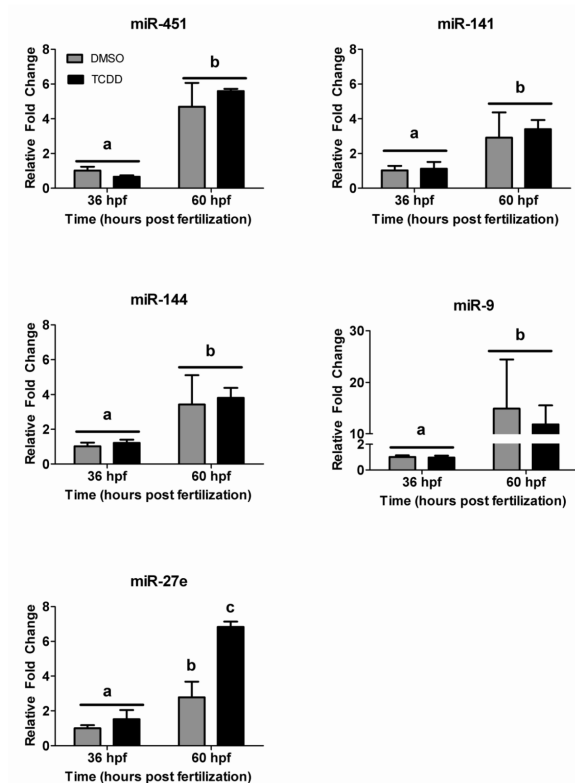 miR-451
Relative Fold Change
8
6
4
2
0
DMSO
TCDD
a
b
36 hpf 60 hpf
Time (hours post fertilization)
miR-141
Relative Fold Change
8
6
4
2
0
a
b
36 hpf 60 hpf
Time (hours post fertilization)
miR-144
Relative Fold Change
8
6
4
2
0
a
b
36 hpf 60 hpf
Time (hours post fertilization)
miR-9
Relative Fold Change
30
20
10
2
0
a
b
36 hpf 60 hpf
Time (hours post fertilization)
miR-27e
Relative Fold Change
8
6
4
2
0
a
b
c
36 hpf 60 hpf
Time (hours post fertilization)